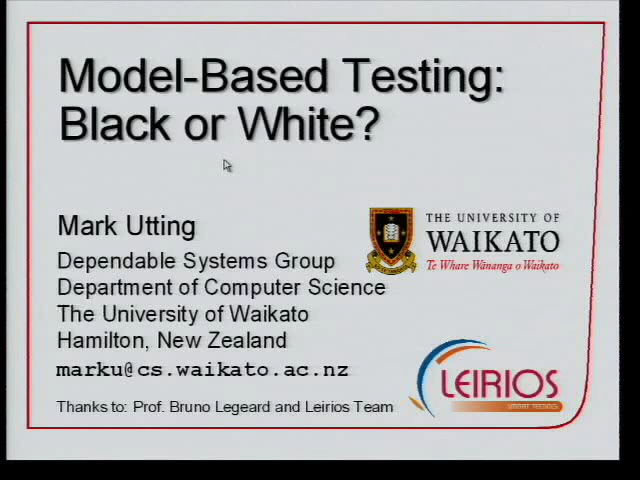 Model-Based Testing:
Black or White?
Mark Utting
Dependable Systems Group
Department of Computer Science
The University of Waikato
Hamilton, New Zealand
marku@cs.waikato.ac.nz
Thanks to: Prof. Bruno Legeard and Leirios Team
THE UNIVERSITY OF
WAIKATO
Te Whare Wānanga o Waikato
LEIRIOS
SMART TESTING